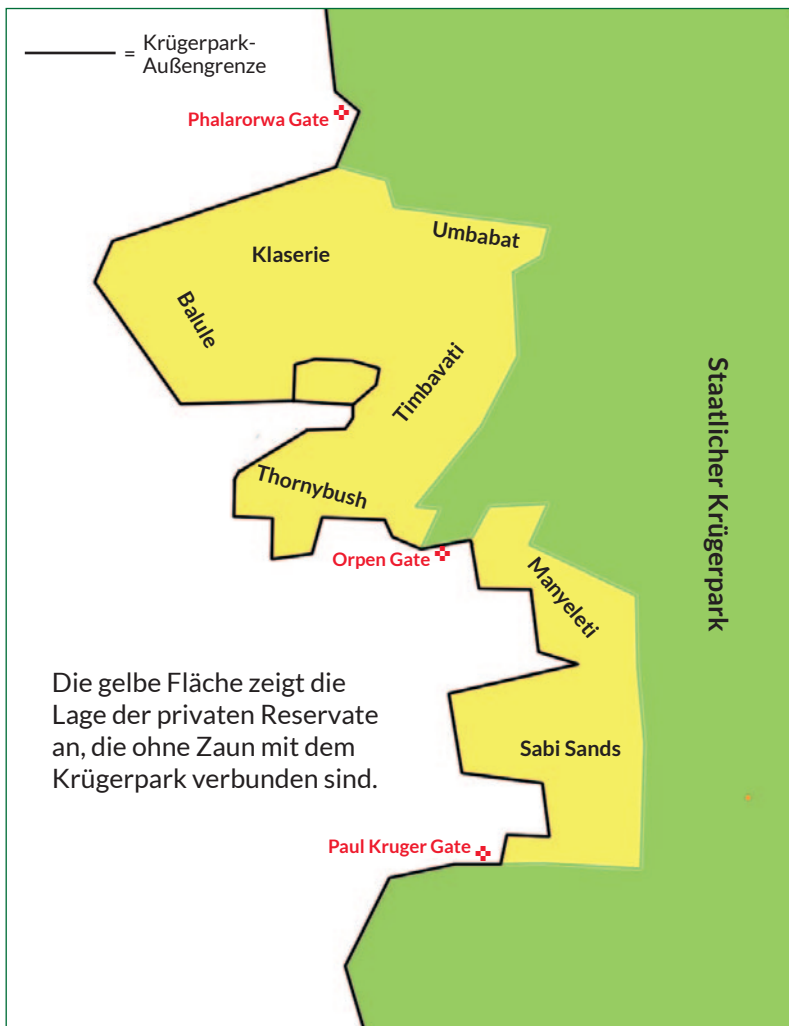 = Krügerpark-
Außengrenze
Phalarorwa Gate
Umbabat
Klaserie
Balule
Timbavati
Staatlicher Krügerpark
Thornybush
Orpen Gate
Manyeleti
Die gelbe Fläche zeigt die
Lage der privaten Reservate
an, die ohne Zaun mit dem
Krügerpark verbunden sind.
Sabi Sands
Paul Kruger Gate